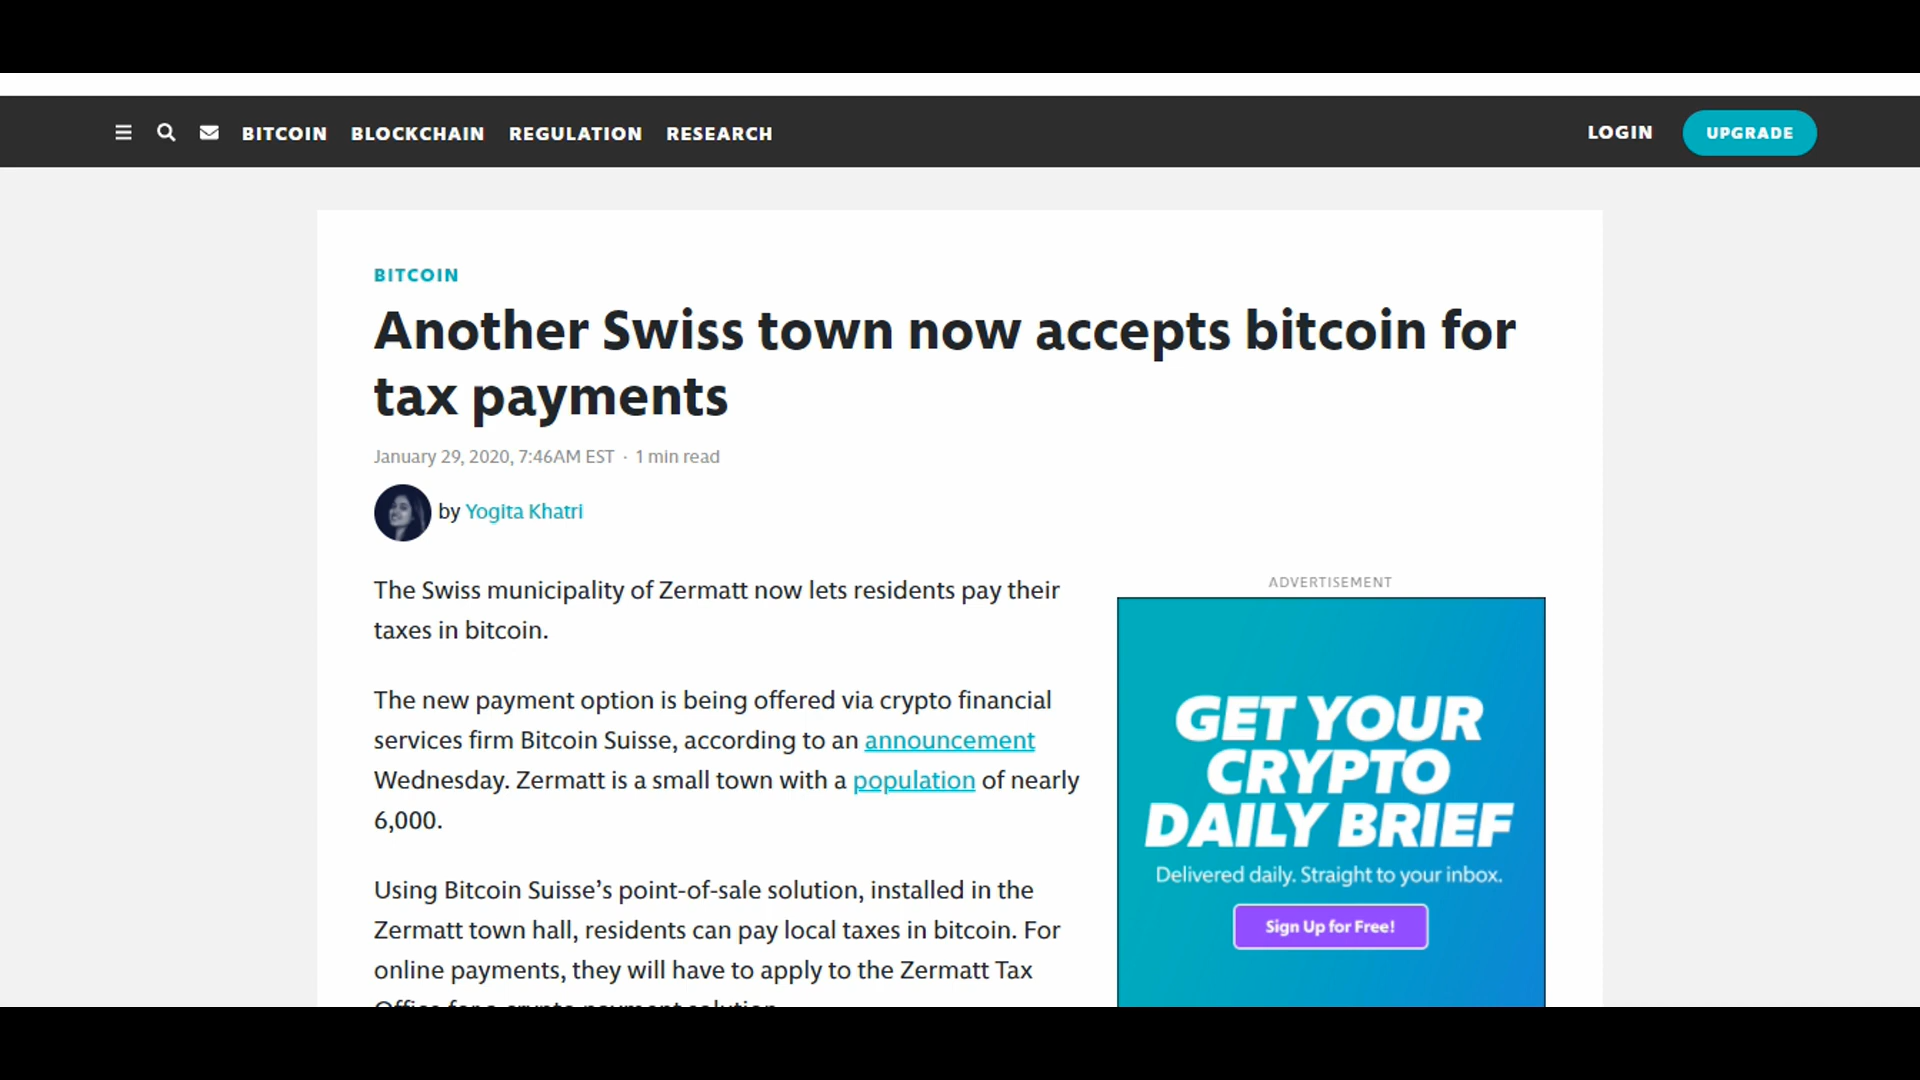 BITCOIN BLOCKCHAIN REGULATION RESEARCH LOGIN UPGRADE
BITCOIN
Another Swiss town now accepts bitcoin for
tax payments
January 29, 2020, 7:46AM EST · 1 min read
by Yogita Khatri
The Swiss municipality of Zermatt now lets residents pay their
taxes in bitcoin.
The new payment option is being offered via crypto financial
services firm Bitcoin Suisse, according to an announcement
Wednesday. Zermatt is a small town with a population of nearly
6,000.
Using Bitcoin Suisse’s point-of-sale solution, installed in the
Zermatt town hall, residents can pay local taxes in bitcoin. For
online payments, they will have to apply to the Zermatt Tax
Office for a crypto payment solution.
ADVERTISEMENT
GET YOUR
CRYPTO
DAILY BRIEF
Delivered daily. Straight to your inbox.
Sign Up for Free!